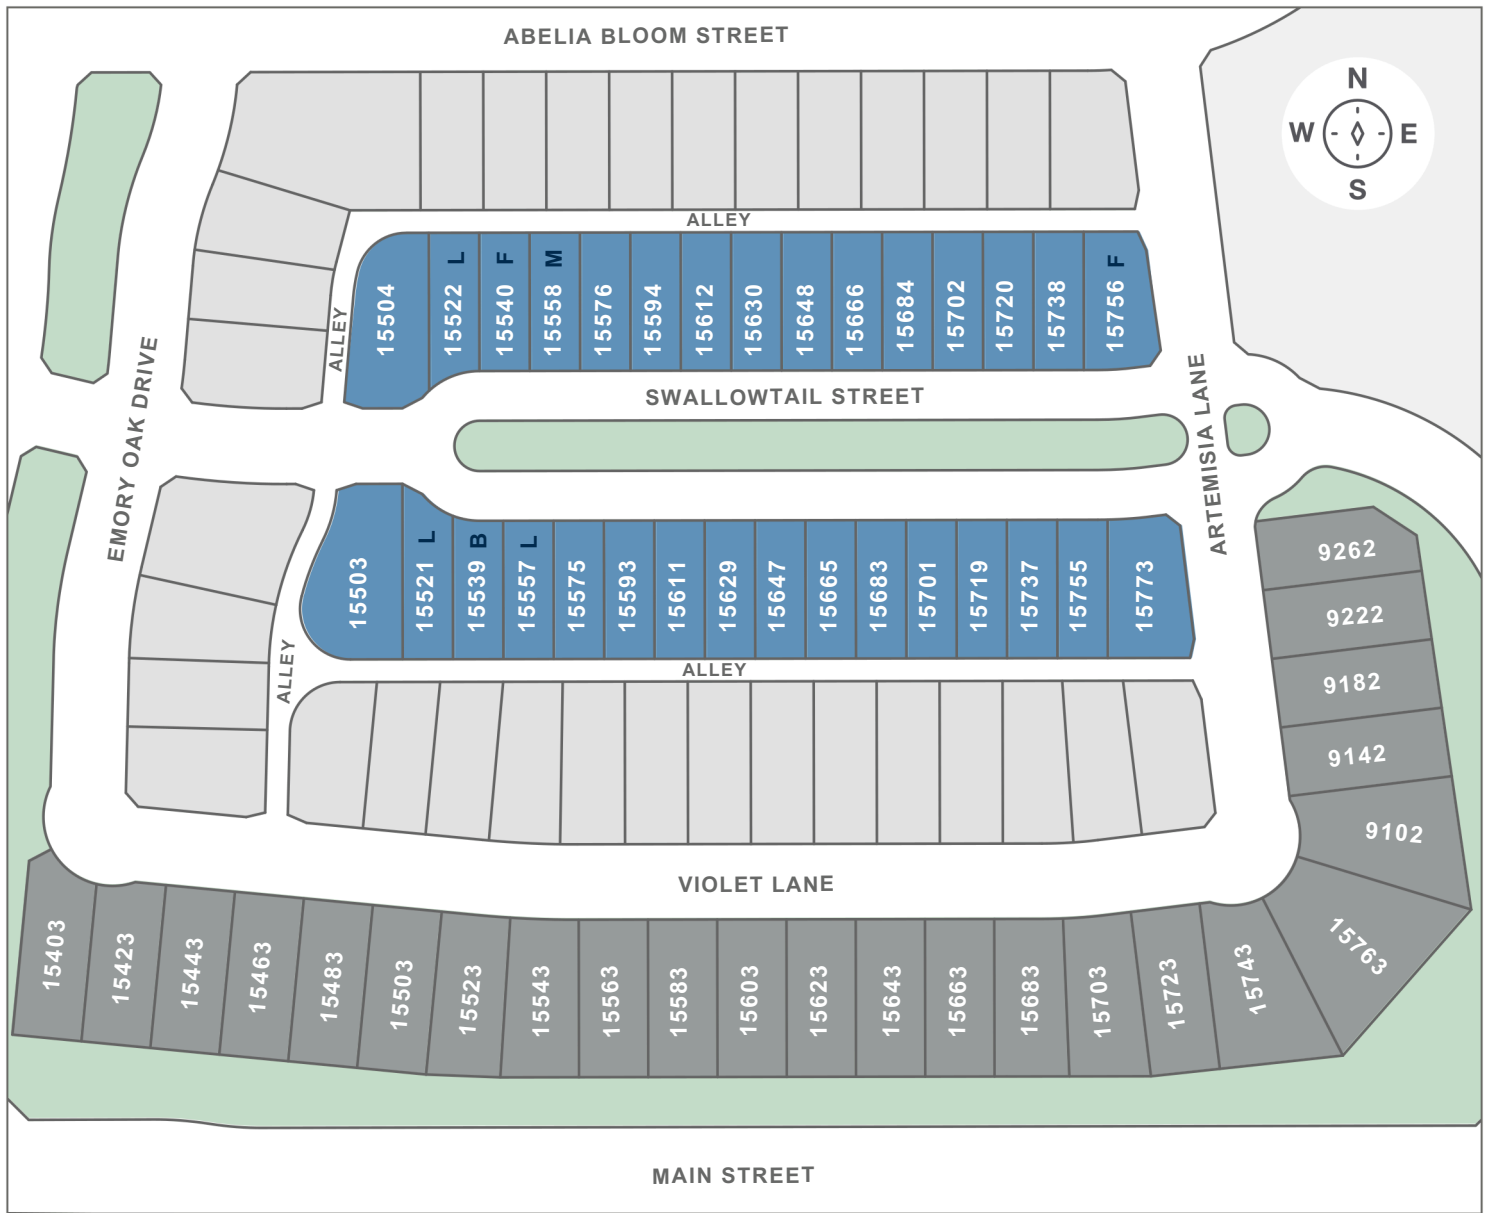 ABELIA BLOOM STREET
N
W E
S
ALLEY
15504
15522 L
15540 F
15558 M
15576
15594
15612
15630
15648
15666
15684
15702
15720
15738
15756 F
ALLEY
EMORY OAK DRIVE
SWALLOWTAIL STREET
ARTEMISIA LANE
15503
15521 L
15539 B
15557 L
15575
15593
15611
15629
15647
15665
15683
15701
15719
15737
15755
15773
9262
9222
9182
9142
9102
ALLEY
ALLEY
VIOLET LANE
15403
15423
15443
15463
15483
15503
15523
15543
15563
15583
15603
15623
15643
15663
15683
15703
15723
15743
15763
MAIN STREET